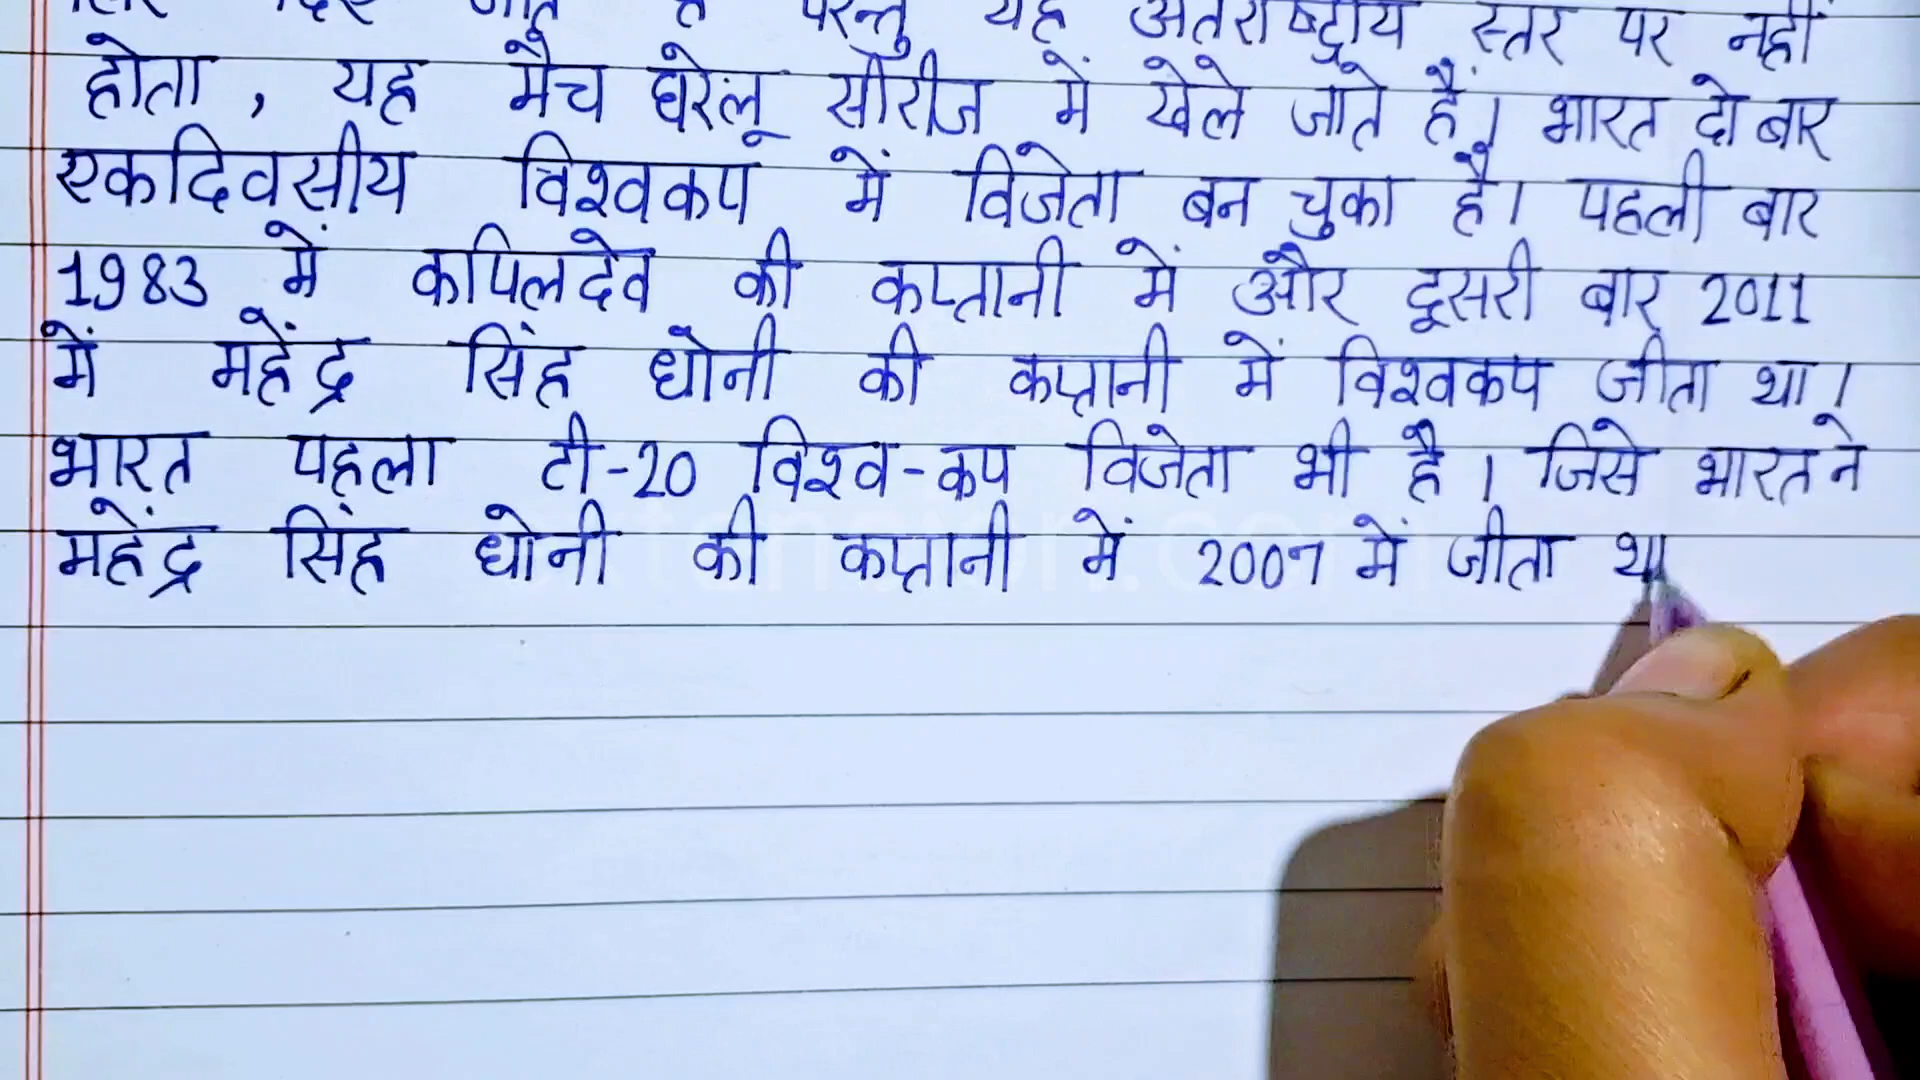 परन्तु यह अंतराष्ट्रीय स्तर पर नहीं
होता , यह मैच घरेलू सीरीज में खेले जाते हैं। भारत दो बार
एकदिवसीय विश्वकप में विजेता बन चुका है। पहली बार
1983 में कपिलदेव की कप्तानी में और दूसरी बार 2011
में महेंद्र सिंह धोनी की कप्तानी में विश्वकप जीता था।
भारत पहला टी-20 विश्व-कप विजेता भी है। जिसे भारत ने
महेंद्र सिंह धोनी की कप्तानी में 2007 में जीता था